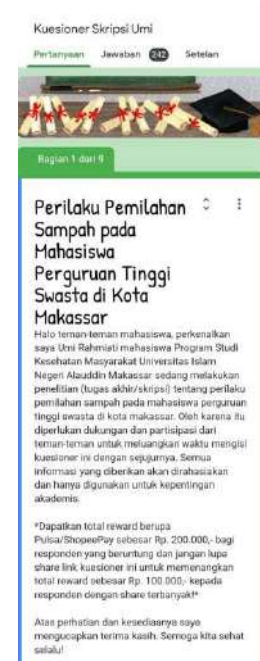 Kuesioner Skripsi Umi
Pertanyaan Jawaban 242 Setelan
Bagian 1 dari 9
Perilaku Pemilahan
Sampah pada
Mahasiswa
Perguruan Tinggi
Swasta di Kota
Makassar
Halo teman-teman mahasiswa, perkenalkan
saya Umi Rahmiati mahasiswa Program Studi
Kesehatan Masyarakat Universitas Islam
Negeri Alauddin Makassar sedang melakukan
penelitian (tugas akhir/skripsi) tentang perilaku
pemilahan sampah pada mahasiswa perguruan
tinggi swasta di kota makassar. Oleh karena itu
diperlukan dukungan dan partisipasi dari
teman-teman untuk meluangkan waktu mengisi
kuesioner ini dengan sejujurnya. Semua
informasi yang diberikan akan dirahasiakan
dan hanya digunakan untuk kepentingan
akademis.
*Dapatkan total reward berupa
Pulsa/ShopeePay sebesar Rp. 200.000,- bagi
responden yang beruntung dan jangan lupa
share link kuesioner ini untuk memenangkan
total reward sebesar Rp. 100.000,- kepada
responden dengan share terbanyak!*
Atas perhatian dan kesediaannya saya
mengucapkan terima kasih. Semoga kita sehat
selalu!